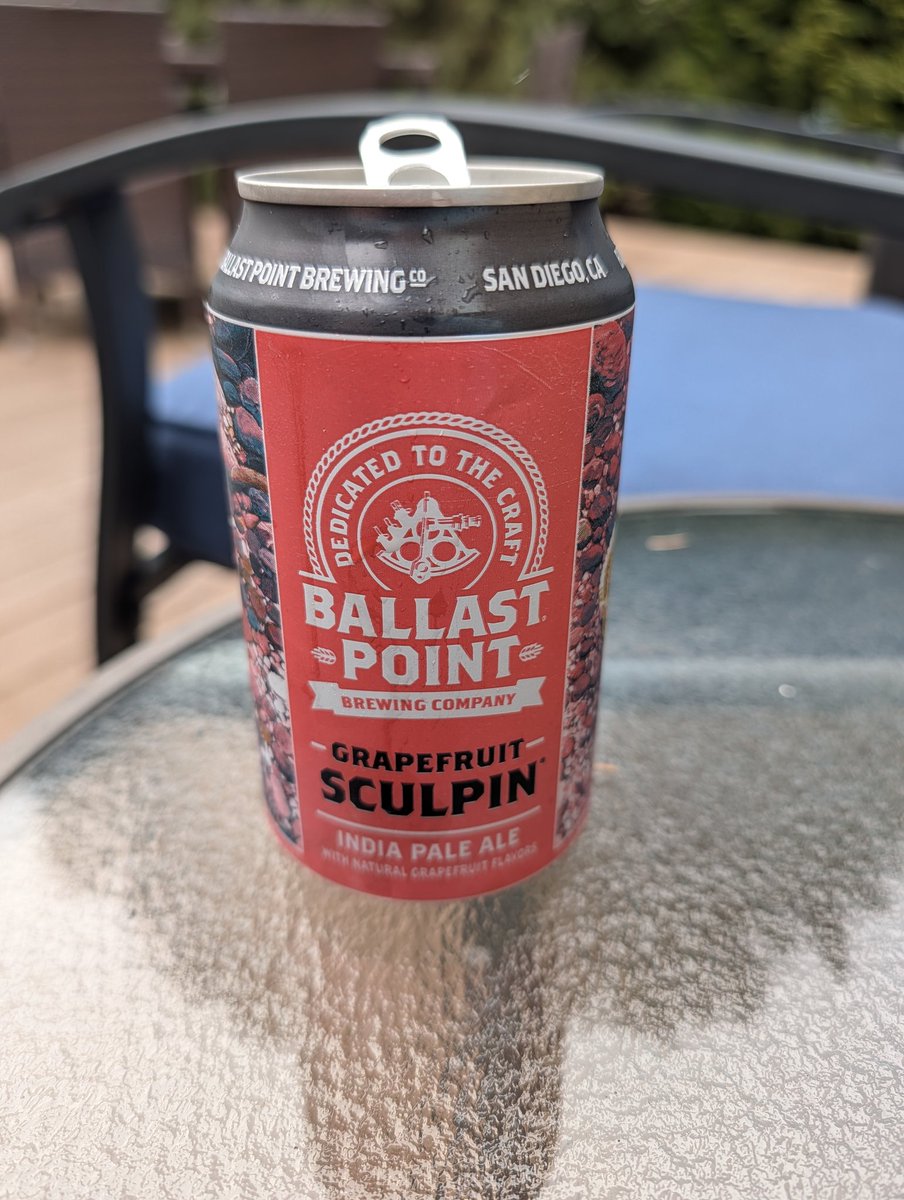 BALLAST POINT BREWING CO SAN DIEGO, CA
DEDICATED TO THE CRAFT
BALLAST
POINT
BREWING COMPANY
GRAPEFRUIT
SCULPIN
INDIA PALE ALE
WITH NATURAL GRAPEFRUIT FLAVORS